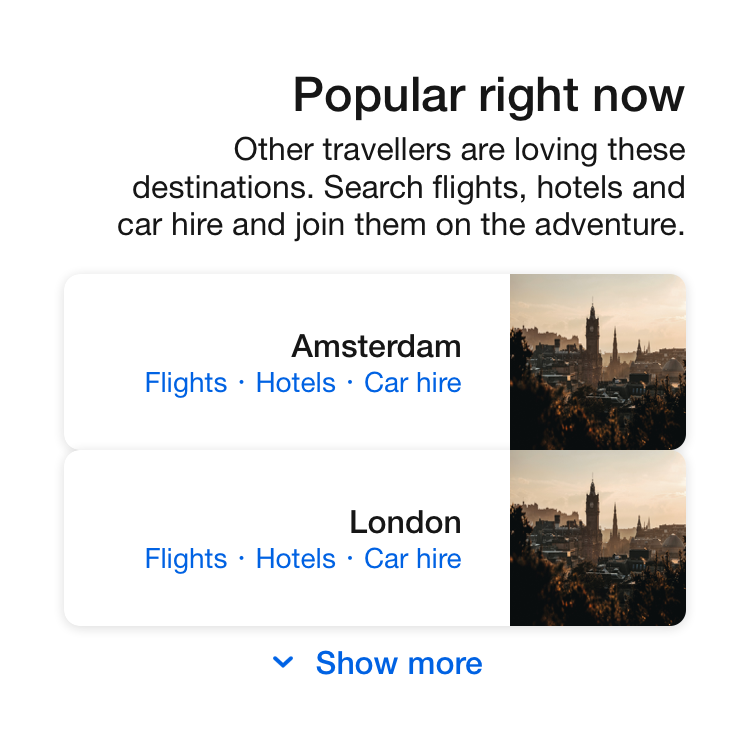 Popular right now
Other travellers are loving these
destinations. Search flights, hotels and
car hire and join them on the adventure.
Amsterdam
Flights · Hotels · Car hire
London
Flights · Hotels · Car hire
Show more